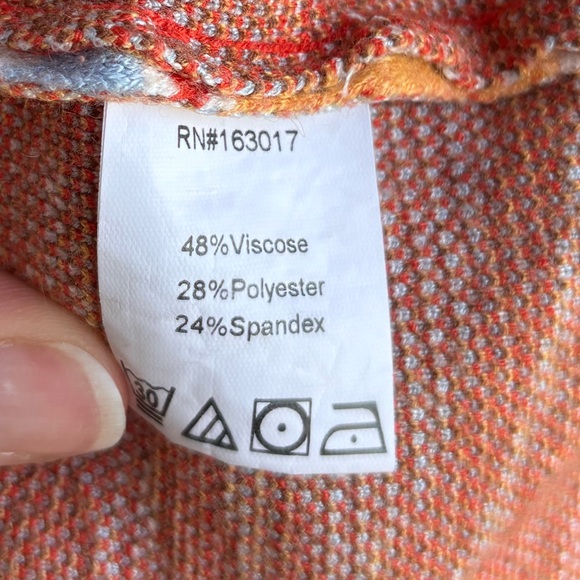 RN#163017
48%Viscose
28%Polyester
24%Spandex
30